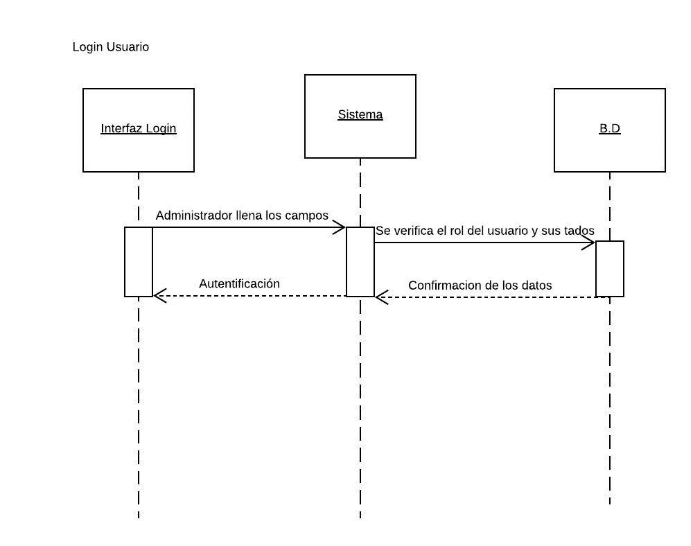 Login Usuario
Interfaz Login
Sistema
B.D
Administrador llena los campos
Se verifica el rol del usuario y sus tados
Autentificación
Confirmacion de los datos